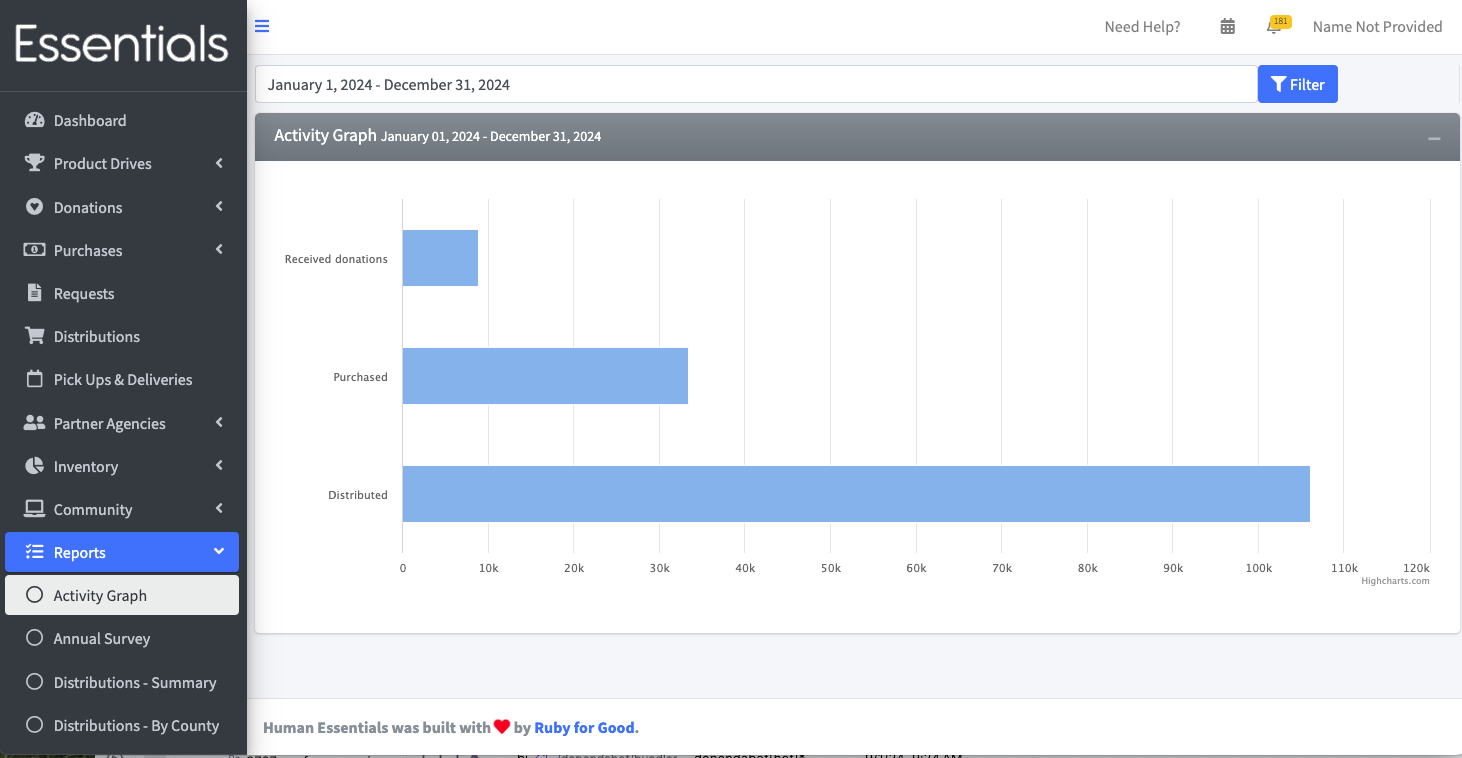 Essentials
Need Help?
181
Name Not Provided
January 1, 2024 - December 31, 2024
Filter
Dashboard
Product Drives
Donations
Purchases
Requests
Distributions
Pick Ups & Deliveries
Partner Agencies
Inventory
Community
Reports
Activity Graph
Annual Survey
Distributions - Summary
Distributions - By County
Activity Graph January 01, 2024 - December 31, 2024
Received donations
Purchased
Distributed
0 10k 20k 30k 40k 50k 60k 70k 80k 90k 100k 110k 120k
Highcharts.com
Human Essentials was built with ❤ by Ruby for Good.